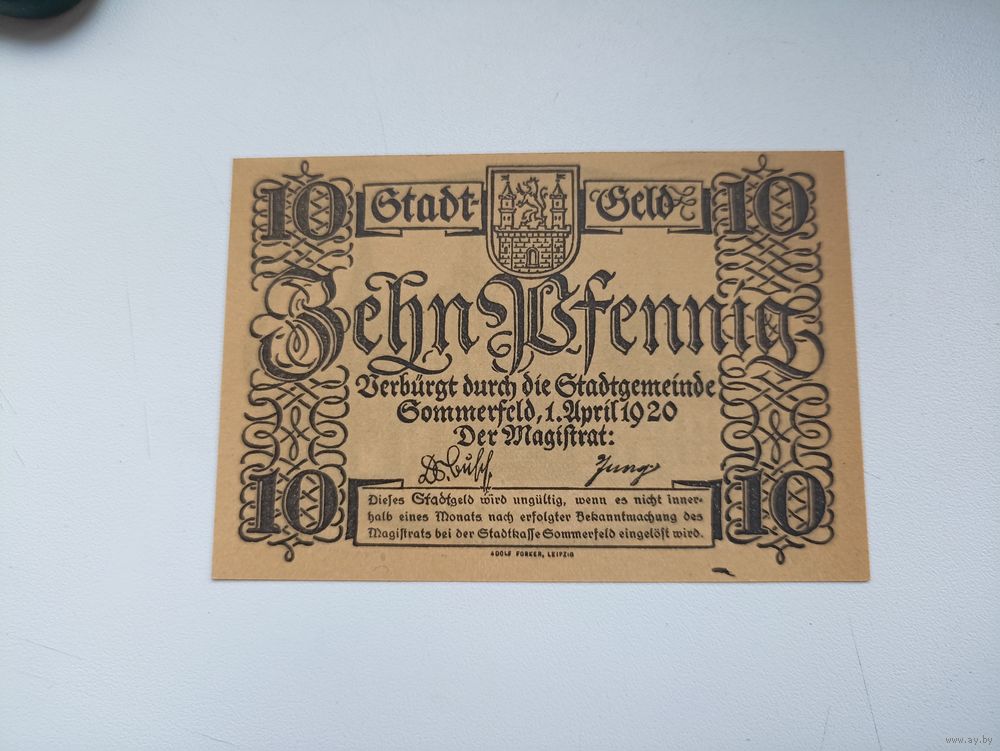 10 Stadt- Geld 10
Zehn Pfennig
Verbürgt durch die Stadtgemeinde
Sommerfeld, 1. April 1920
Der Magistrat:
Jung
10 10
Dieses Stadtgeld wird ungültig, wenn es nicht inner-
halb eines Monats nach erfolgter Bekanntmachung des
Magistrats bei der Stadtkasse Sommerfeld eingelöst wird.
ADOLF FORKER, LEIPZIG
www.ay.by